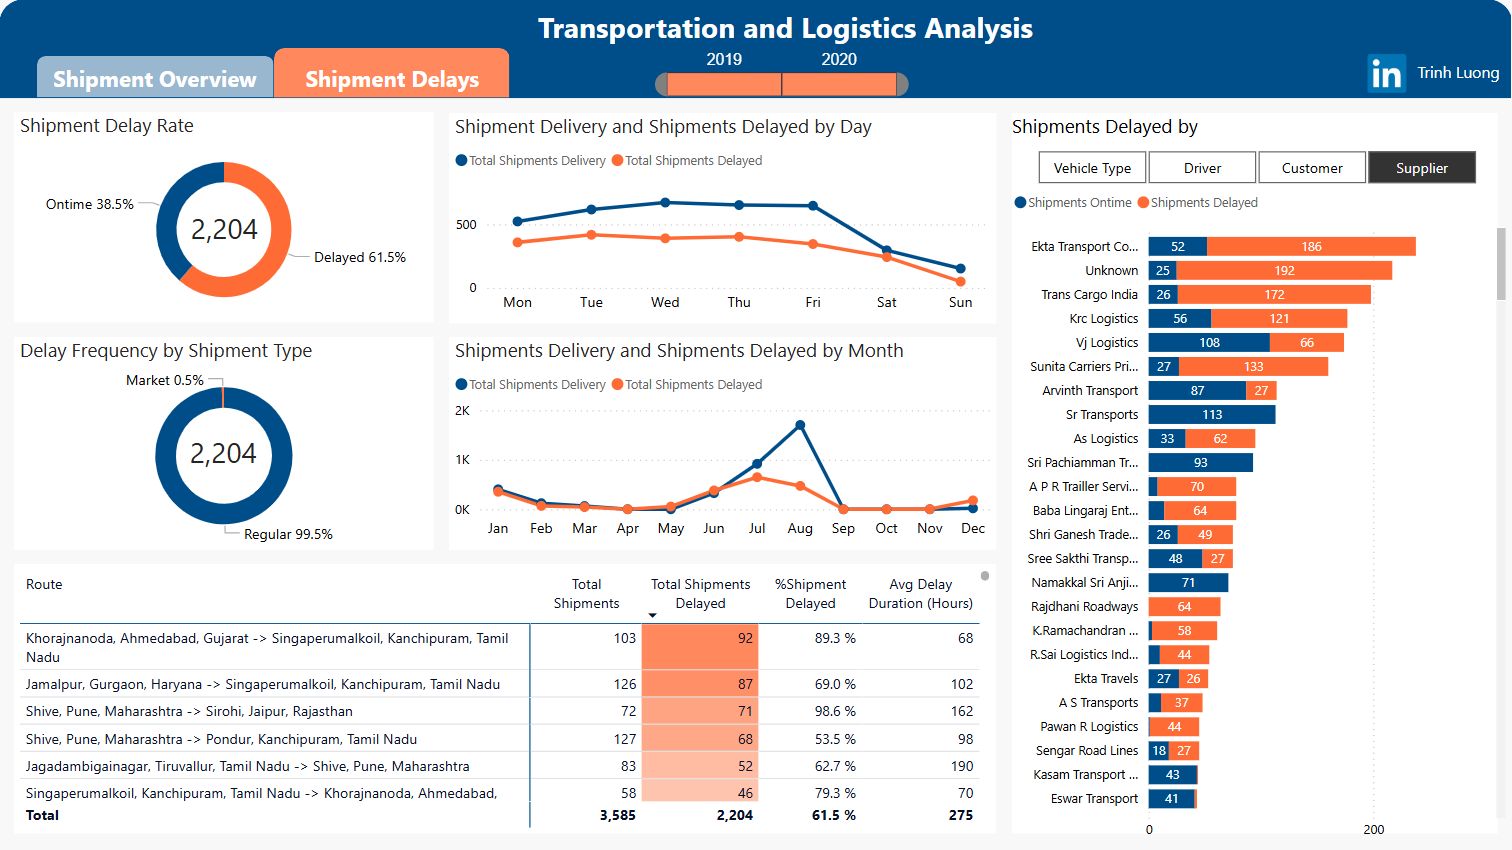 Transportation and Logistics Analysis
2019 2020
Shipment Overview Shipment Delays
in Trinh Luong
Shipment Delay Rate
Ontime 38.5%
2,204
Delayed 61.5%
Shipment Delivery and Shipments Delayed by Day
Total Shipments Delivery Total Shipments Delayed
500
0
Mon Tue Wed Thu Fri Sat Sun
Delay Frequency by Shipment Type
Market 0.5%
2,204
Regular 99.5%
Shipments Delivery and Shipments Delayed by Month
Total Shipments Delivery Total Shipments Delayed
2K
1K
0K
Jan Feb Mar Apr May Jun Jul Aug Sep Oct Nov Dec
Route Total Shipments Total Shipments Delayed %Shipment Delayed Avg Delay Duration (Hours)
Khorajnanoda, Ahmedabad, Gujarat -> Singaperumalkoil, Kanchipuram, Tamil Nadu 103 92 89.3 % 68
Jamalpur, Gurgaon, Haryana -> Singaperumalkoil, Kanchipuram, Tamil Nadu 126 87 69.0 % 102
Shive, Pune, Maharashtra -> Sirohi, Jaipur, Rajasthan 72 71 98.6 % 162
Shive, Pune, Maharashtra -> Pondur, Kanchipuram, Tamil Nadu 127 68 53.5 % 98
Jagadambigainagar, Tiruvallur, Tamil Nadu -> Shive, Pune, Maharashtra 83 52 62.7 % 190
Singaperumalkoil, Kanchipuram, Tamil Nadu -> Khorajnanoda, Ahmedabad, 58 46 79.3 % 70
Total 3,585 2,204 61.5 % 275
Shipments Delayed by
Vehicle Type Driver Customer Supplier
Shipments Ontime Shipments Delayed
Ekta Transport Co... 52 186
Unknown 25 192
Trans Cargo India 26 172
Krc Logistics 56 121
Vj Logistics 108 66
Sunita Carriers Pri... 27 133
Arvinth Transport 87 27
Sr Transports 113
As Logistics 33 62
Sri Pachiamman Tr... 93
A P R Trailler Servi... 70
Baba Lingaraj Ent... 64
Shri Ganesh Trade... 26 49
Sree Sakthi Transp... 48 27
Namakkal Sri Anji... 71
Rajdhani Roadways 64
K.Ramachandran ... 58
R.Sai Logistics Ind... 44
Ekta Travels 27 26
A S Transports 37
Pawan R Logistics 44
Sengar Road Lines 18 27
Kasam Transport ... 43
Eswar Transport 41
0 200